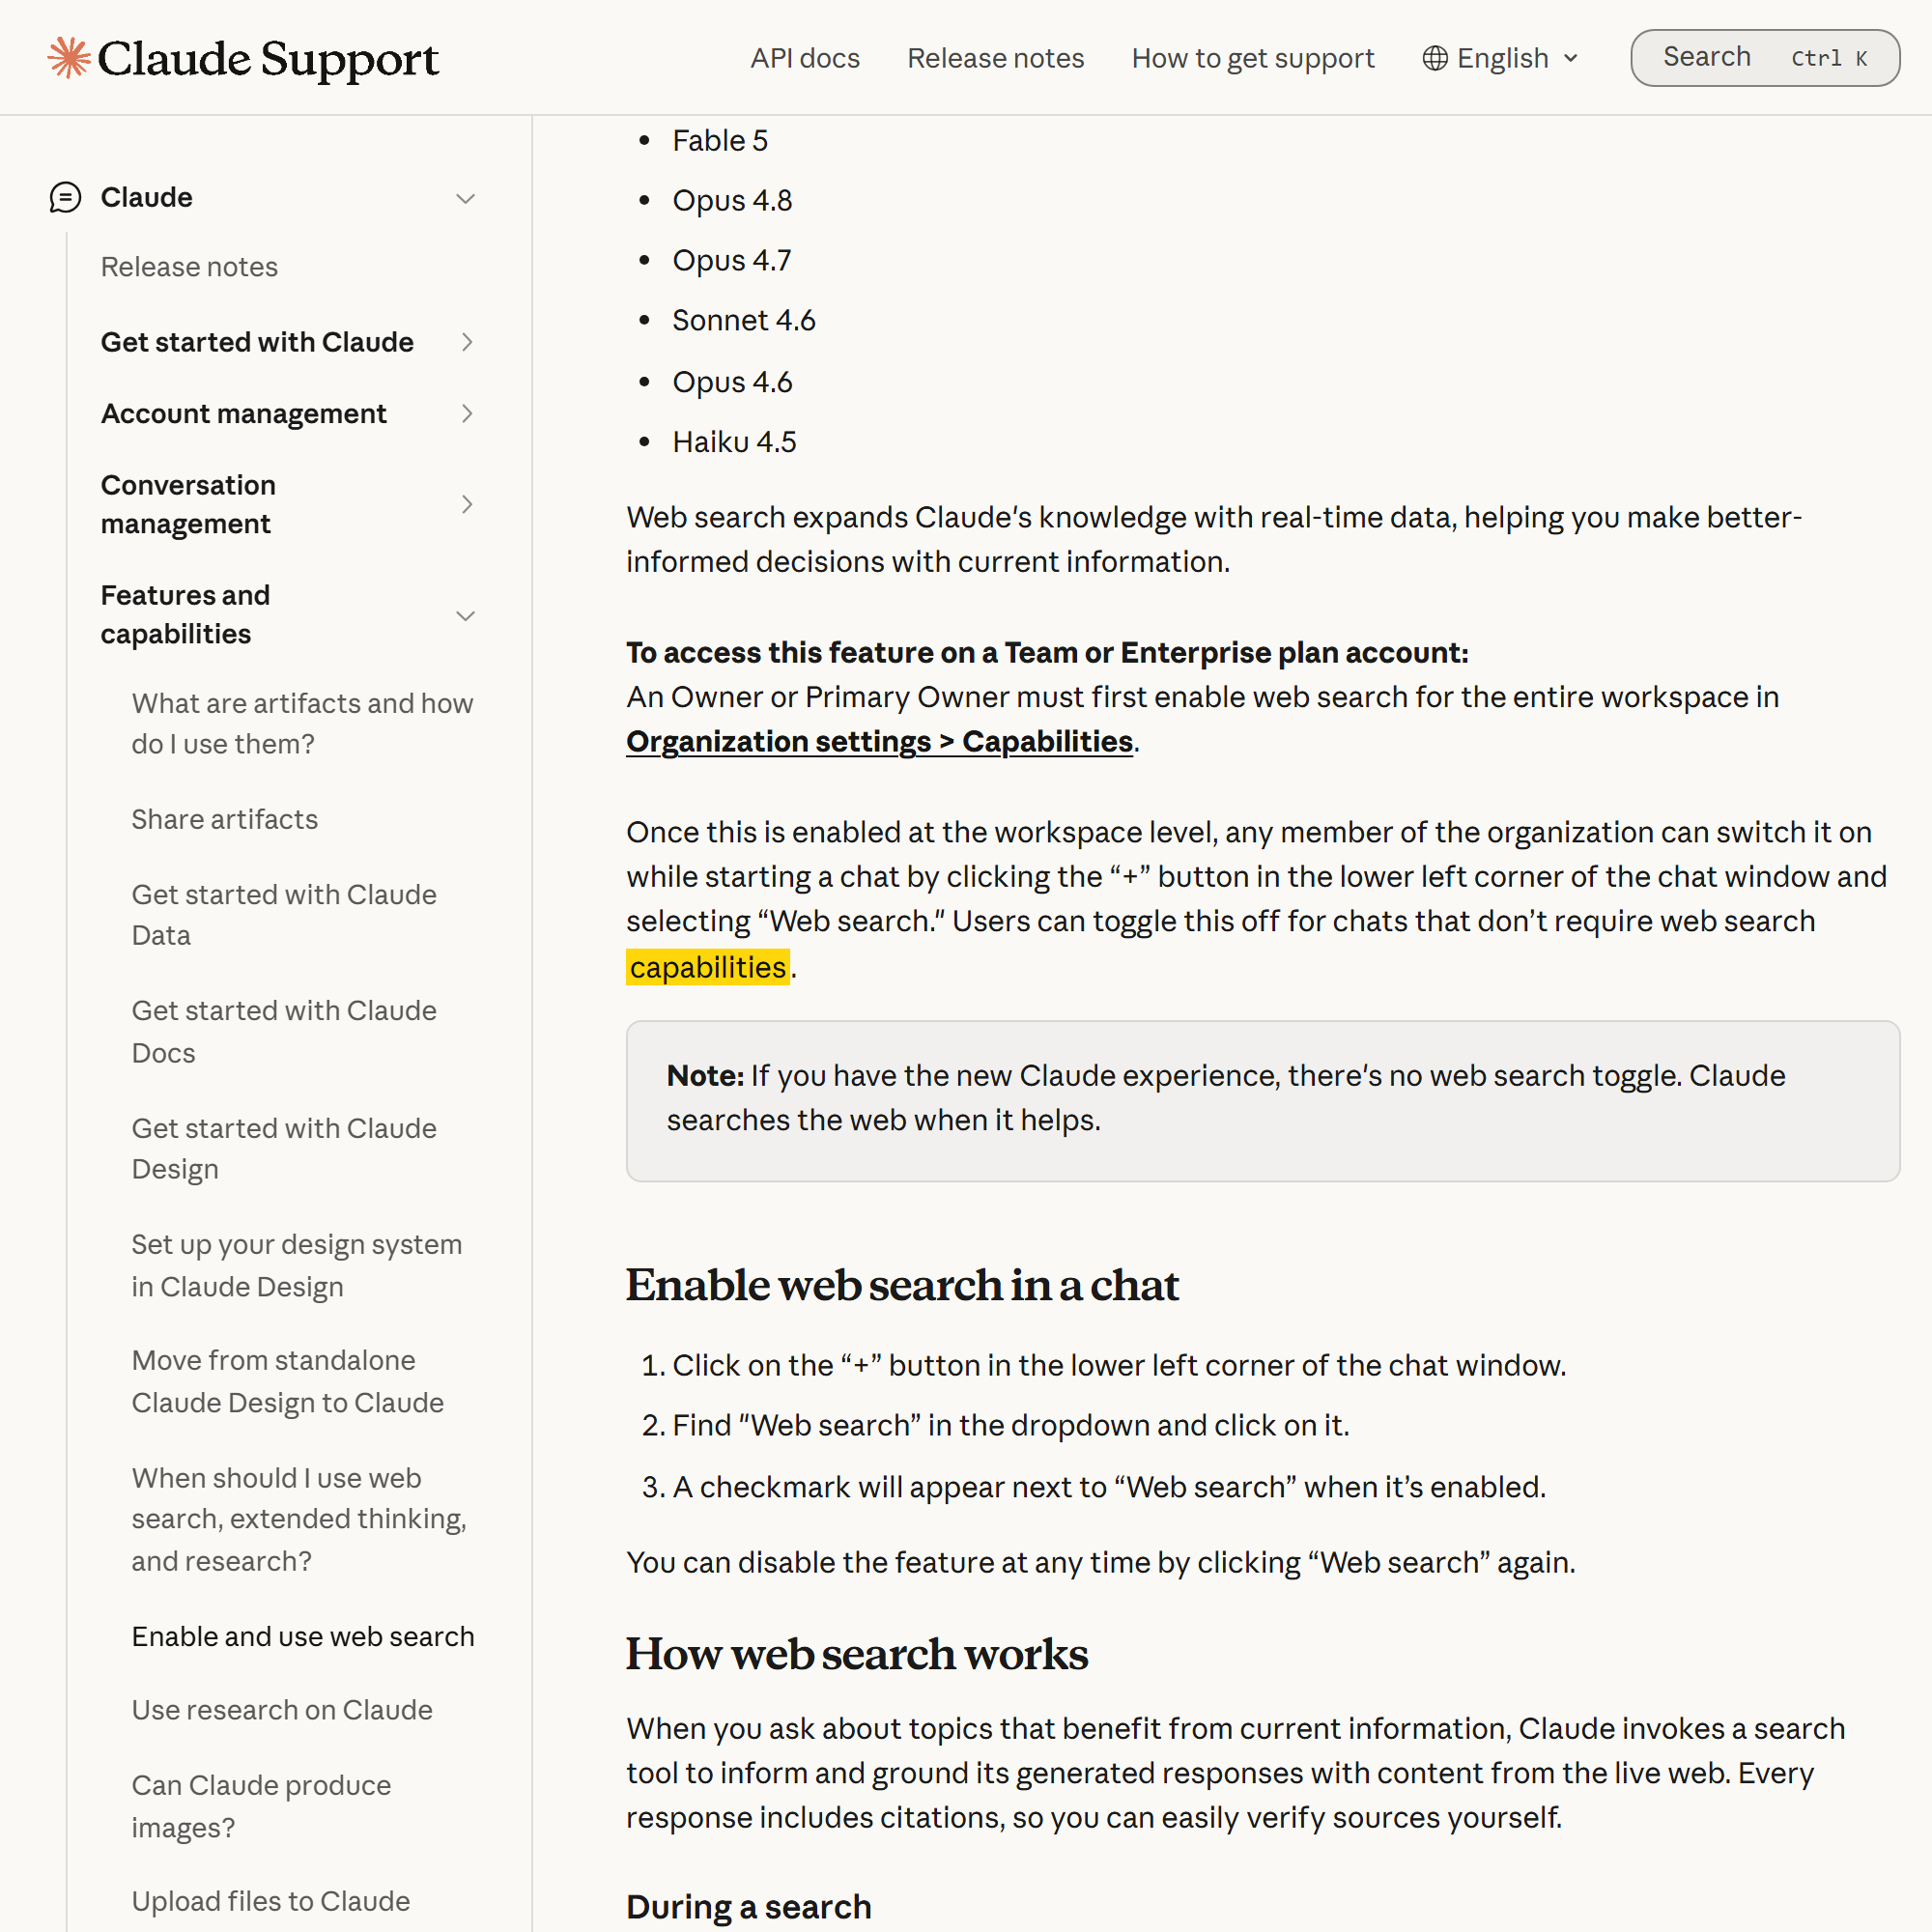 Claude Support
API docs
Release notes
How to get support
English
Search Ctrl K
Claude
Release notes
Get started with Claude
Account management
Conversation
management
Features and
capabilities
What are artifacts and how
do I use them?
Share artifacts
Get started with Claude
Data
Get started with Claude
Docs
Get started with Claude
Design
Set up your design system
in Claude Design
Move from standalone
Claude Design to Claude
When should I use web
search, extended thinking,
and research?
Enable and use web search
Use research on Claude
Can Claude produce
images?
Upload files to Claude
• Fable 5
• Opus 4.8
• Opus 4.7
• Sonnet 4.6
• Opus 4.6
• Haiku 4.5
Web search expands Claude's knowledge with real-time data, helping you make better-
informed decisions with current information.
To access this feature on a Team or Enterprise plan account:
An Owner or Primary Owner must first enable web search for the entire workspace in
Organization settings > Capabilities.
Once this is enabled at the workspace level, any member of the organization can switch it on
while starting a chat by clicking the “+” button in the lower left corner of the chat window and
selecting “Web search." Users can toggle this off for chats that don’t require web search
capabilities.
Note: If you have the new Claude experience, there's no web search toggle. Claude
searches the web when it helps.
Enable web search in a chat
1. Click on the “+” button in the lower left corner of the chat window.
2. Find "Web search” in the dropdown and click on it.
3. A checkmark will appear next to “Web search” when it’s enabled.
You can disable the feature at any time by clicking “Web search” again.
How web search works
When you ask about topics that benefit from current information, Claude invokes a search
tool to inform and ground its generated responses with content from the live web. Every
response includes citations, so you can easily verify sources yourself.
During a search